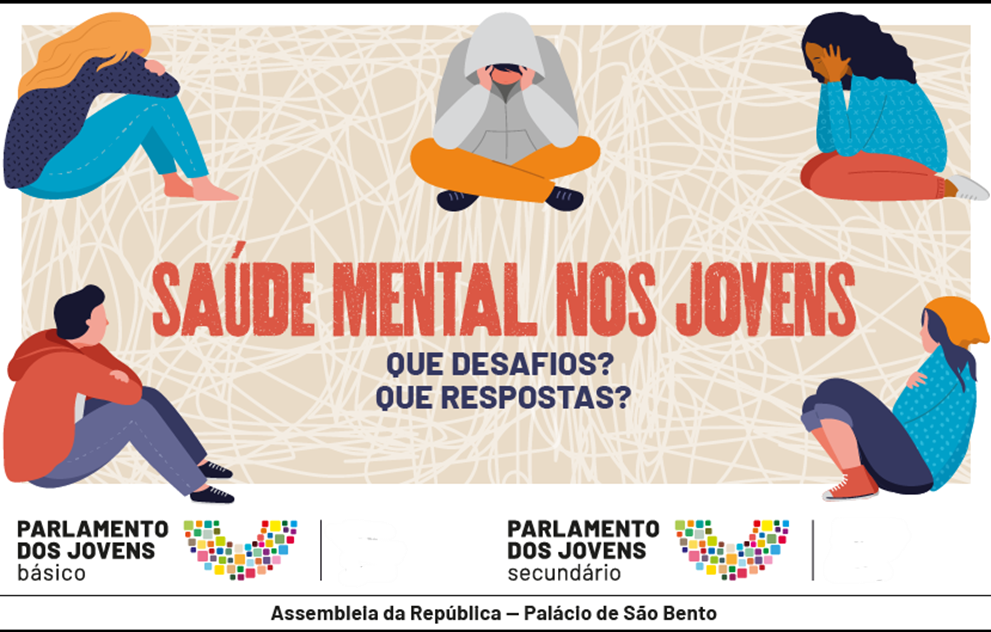 SAÚDE MENTAL NOS JOVENS
QUE DESAFIOS?
QUE RESPOSTAS?
PARLAMENTO
DOS JOVENS
básico
PARLAMENTO
DOS JOVENS
secundário
Assembleia da República — Palácio de São Bento